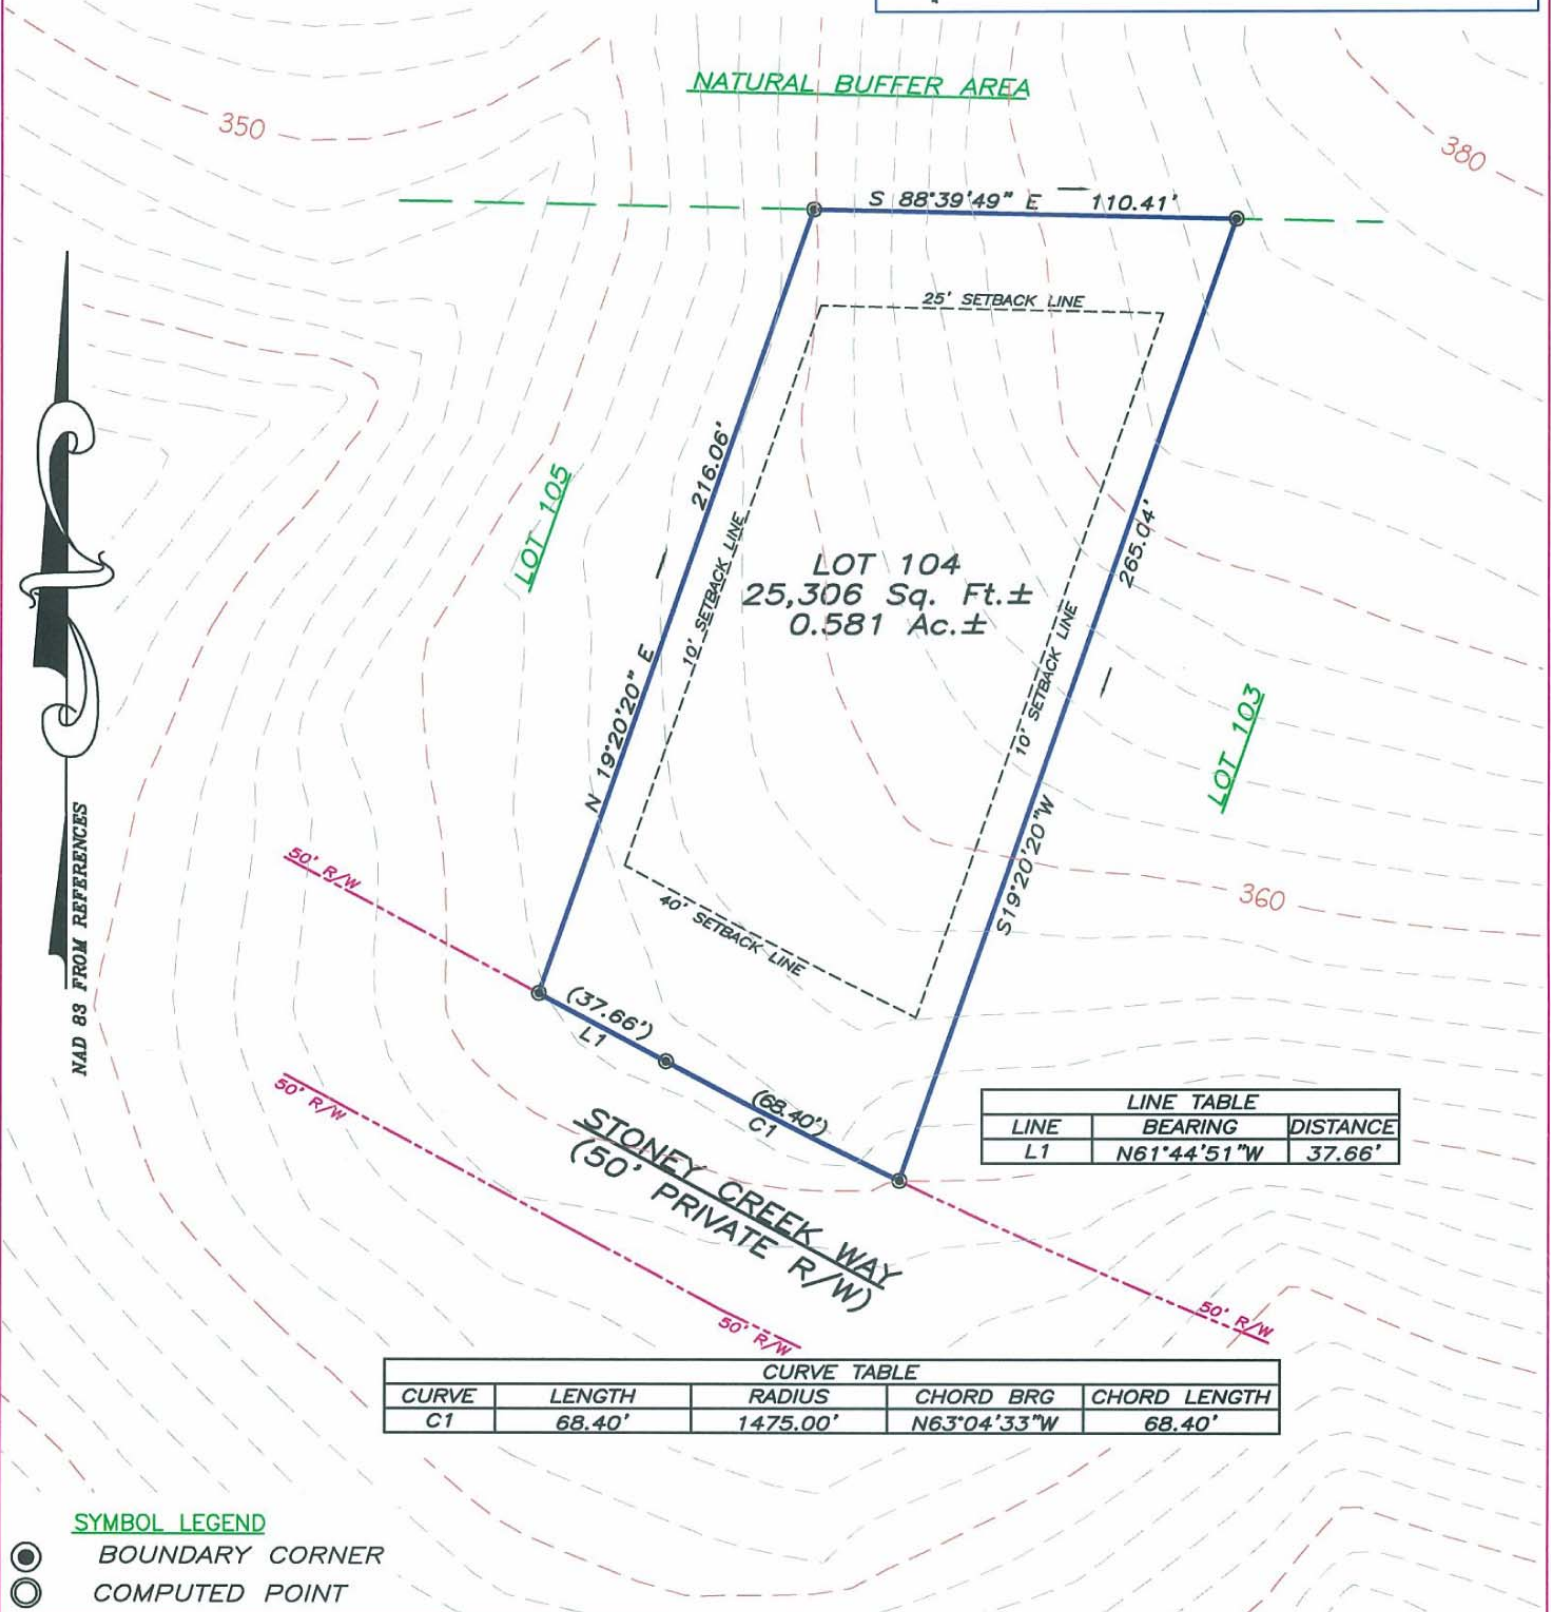 NATURAL BUFFER AREA
350
380
S 88°39'49" E 110.41'
25' SETBACK LINE
216.06'
N 19°20'20" E
10' SETBACK LINE
265.04'
S19°20'20"W
10' SETBACK LINE
LOT 105
LOT 104
25,306 Sq. Ft.±
0.581 Ac.±
LOT 103
NAD 83 FROM REFERENCES
50' R/W
360
40' SETBACK LINE
(37.66')
L1
(68.40')
C1
50' R/W
STONEY CREEK WAY
(50' PRIVATE R/W)
LINE TABLE
LINE BEARING DISTANCE
L1 N61°44'51"W 37.66'
50' R/W
50' R/W
CURVE TABLE
CURVE LENGTH RADIUS CHORD BRG CHORD LENGTH
C1 68.40' 1475.00' N63°04'33"W 68.40'
SYMBOL LEGEND
BOUNDARY CORNER
COMPUTED POINT